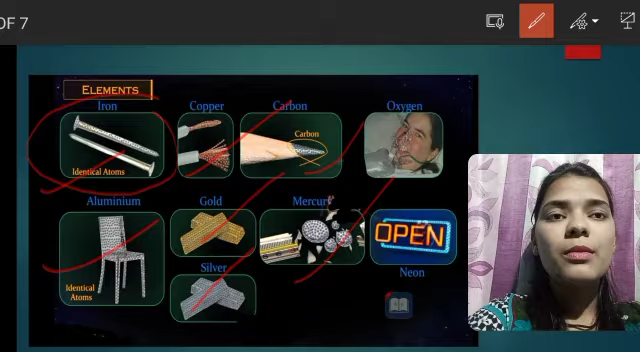 OF 7
ELEMENTS
Iron
Copper
Carbon
Oxygen
Carbon
Identical Atoms
Aluminium
Gold
Mercury
OPEN
Silver
Neon
Identical
Atoms